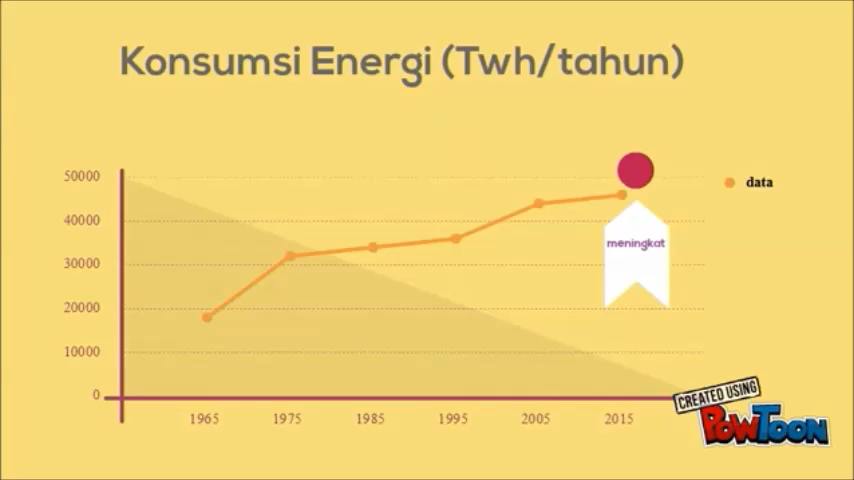 Konsumsi Energi (Twh/tahun)
50000
data
40000
meningkat
30000
20000
10000
0
1965 1975 1985 1995 2005 2015
CREATED USING
POWTOON